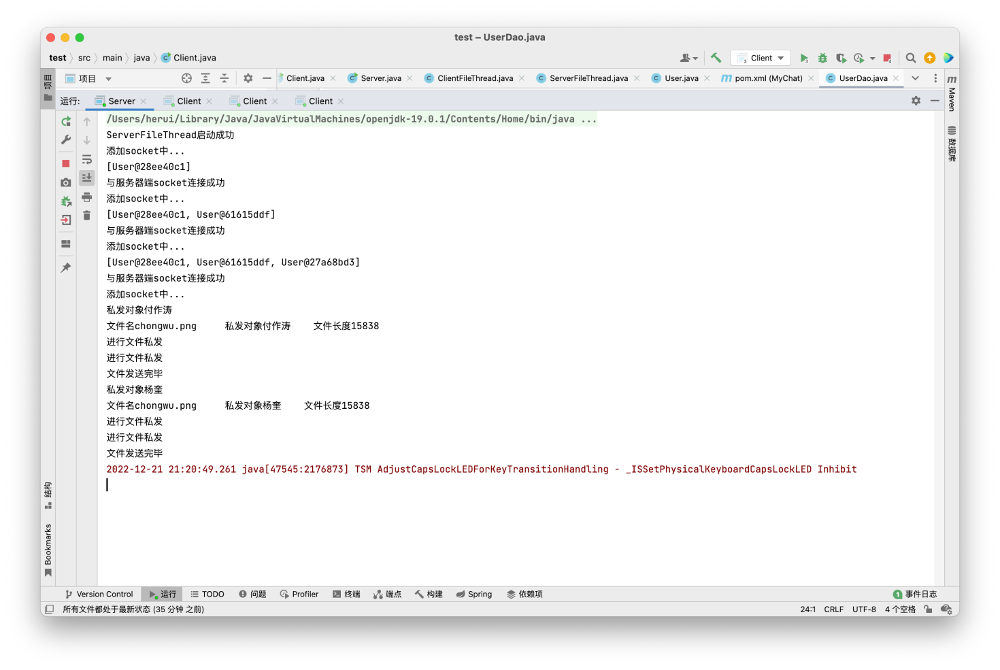 test – UserDao.java
test src main java Client.java Client
项目 Client.java Server.java ClientFileThread.java ServerFileThread.java User.java pom.xml (MyChat) UserDao.java
运行: Server Client Client Client
/Users/herui/Library/Java/JavaVirtualMachines/openjdk-19.0.1/Contents/Home/bin/java ...
ServerFileThread启动成功
添加socket中...
[User@28ee40c1]
与服务器端socket连接成功
添加socket中...
[User@28ee40c1, User@61615ddf]
与服务器端socket连接成功
添加socket中...
[User@28ee40c1, User@61615ddf, User@27a68bd3]
与服务器端socket连接成功
添加socket中...
私发对象付作涛
文件名chongwu.png 私发对象付作涛 文件长度15838
进行文件私发
进行文件私发
文件发送完毕
私发对象杨奎
文件名chongwu.png 私发对象杨奎 文件长度15838
进行文件私发
进行文件私发
文件发送完毕
2022-12-21 21:20:49.261 java[47545:2176873] TSM AdjustCapsLockLEDForKeyTransitionHandling - _ISSetPhysicalKeyboardCapsLockLED Inhibit
项目
结构
Bookmarks
m Maven
数据库
Version Control 运行 TODO 问题 Profiler 终端 端点 构建 Spring 依赖项 1 事件日志
所有文件都处于最新状态 (35 分钟 之前) 24:1 CRLF UTF-8 4 个空格